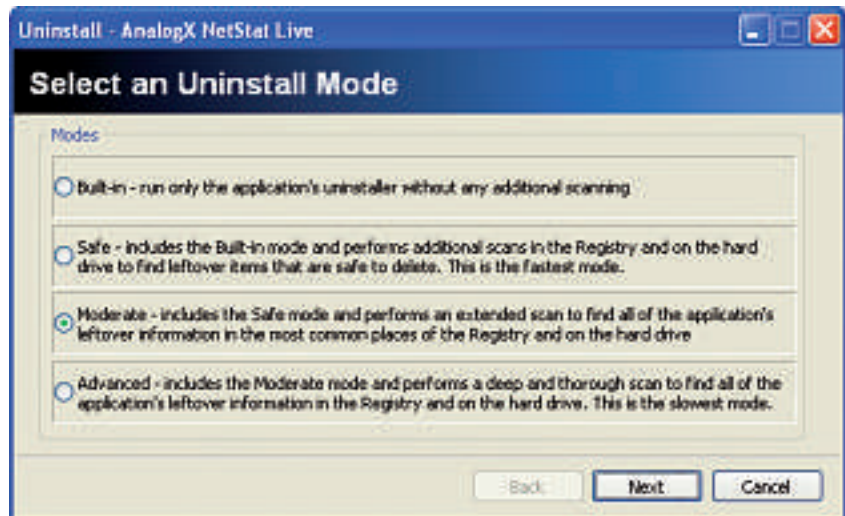 Uninstall - AnalogX NetStat Live
Select an Uninstall Mode
Modes
Built-in - run only the application's uninstaller without any additional scanning
Safe - includes the Built-in mode and performs additional scans in the Registry and on the hard
drive to find leftover items that are safe to delete. This is the fastest mode.
Moderate - includes the Safe mode and performs an extended scan to find all of the application's
leftover information in the most common places of the Registry and on the hard drive
Advanced - includes the Moderate mode and performs a deep and thorough scan to find all of the
application's leftover information in the Registry and on the hard drive. This is the slowest mode.
Back
Next
Cancel